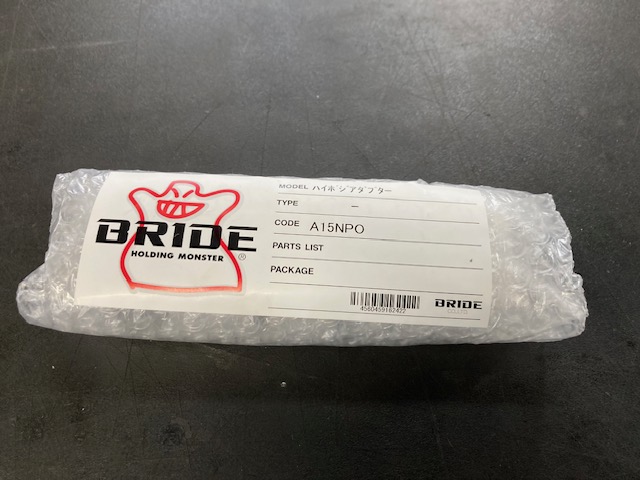 BRIDE
HOLDING MONSTER ®
MODEL ハイポジアダプター
TYPE –
CODE A15NPO
PARTS LIST
PACKAGE
4560459182422
BRIDE